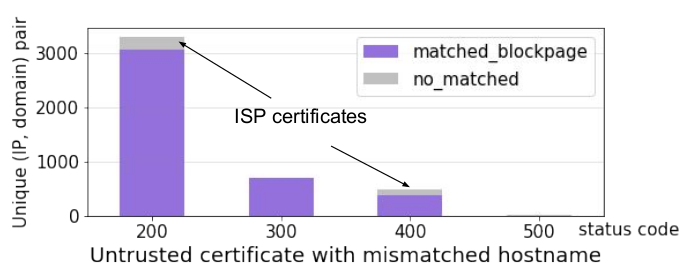 Unique (IP, domain) pair
3000
2000
1000
0
matched_blockpage
no_matched
ISP certificates
200 300 400 500
status code
Untrusted certificate with mismatched hostname